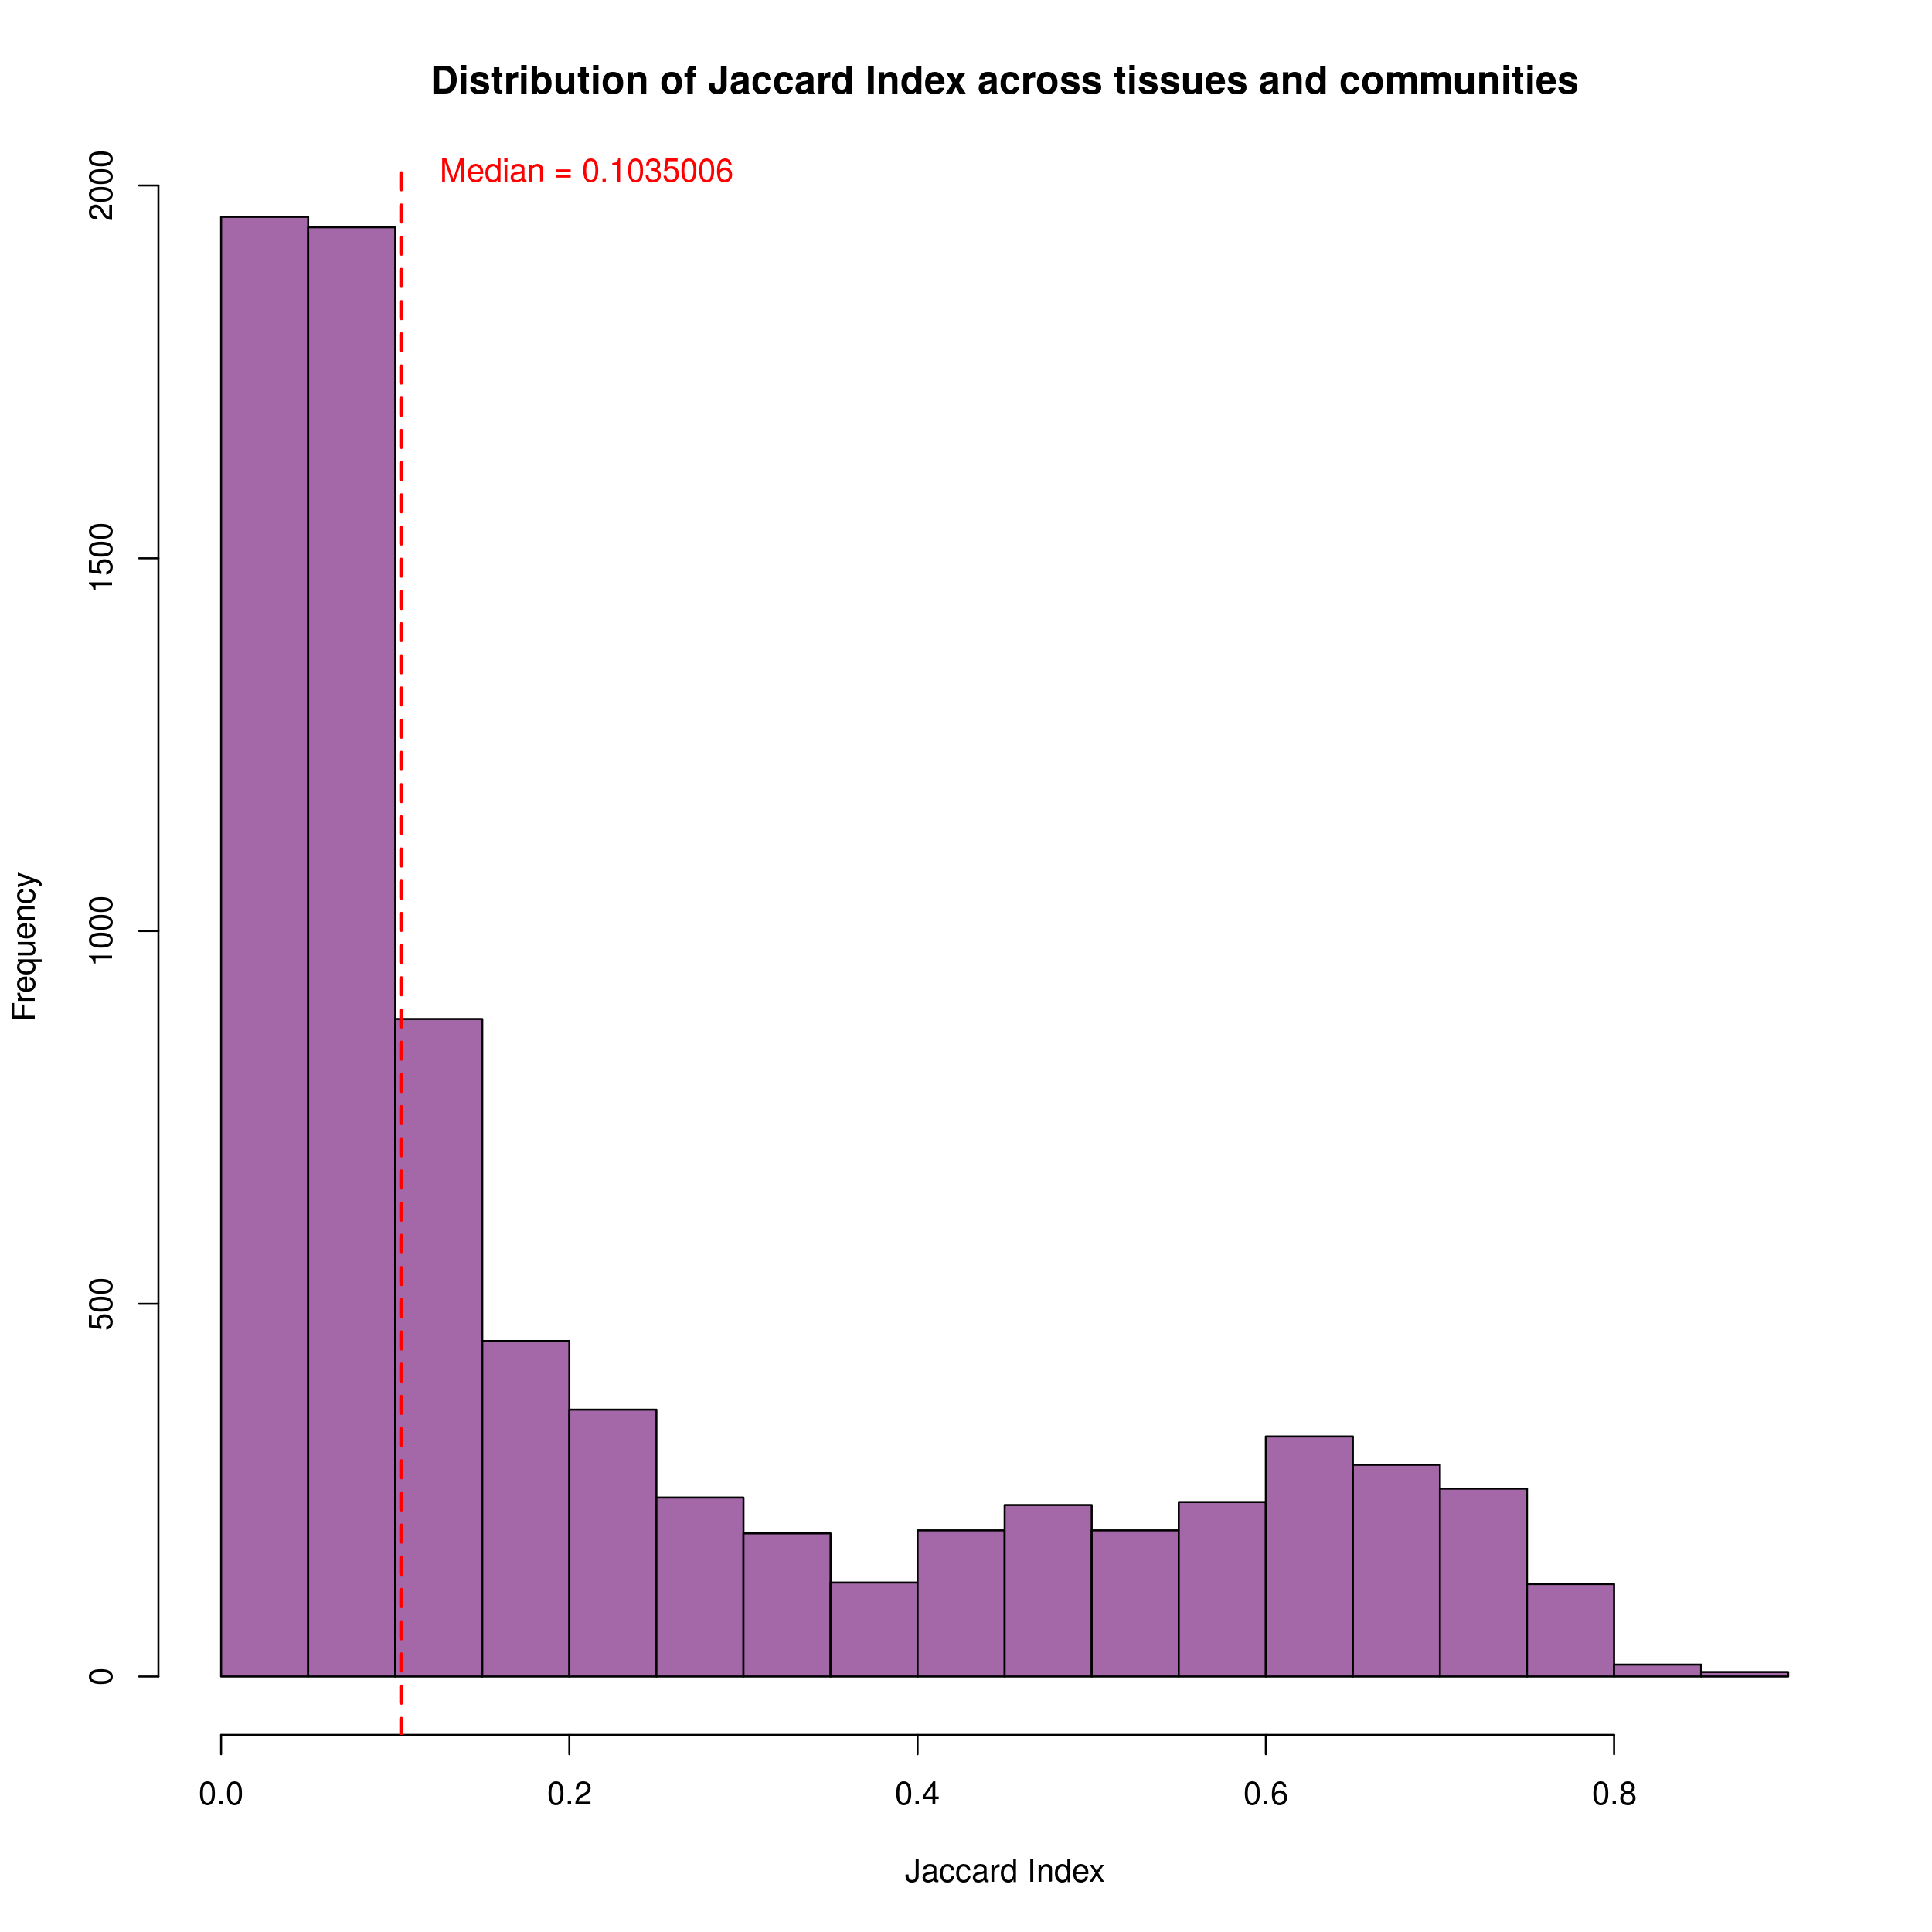 Distribution of Jaccard Index across tissues and communities
Median = 0.1035006
2000
1500
1000
500
0
Frequency
0.0 0.2 0.4 0.6 0.8
Jaccard Index